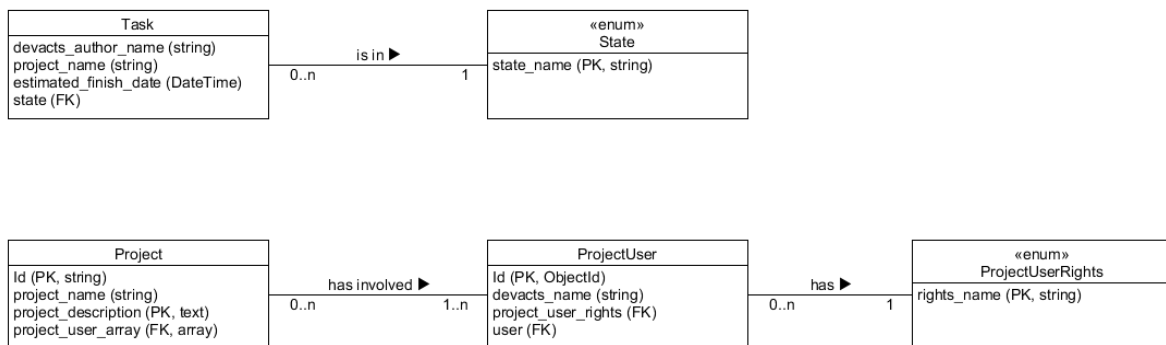 Task
devacts_author_name (string)
project_name (string)
estimated_finish_date (DateTime)
state (FK)
is in ▶
0..n
1
«enum»
State
state_name (PK, string)
Project
Id (PK, string)
project_name (string)
project_description (PK, text)
project_user_array (FK, array)
has involved ▶
0..n
1..n
ProjectUser
Id (PK, ObjectId)
devacts_name (string)
project_user_rights (FK)
user (FK)
has ▶
0..n
1
«enum»
ProjectUserRights
rights_name (PK, string)